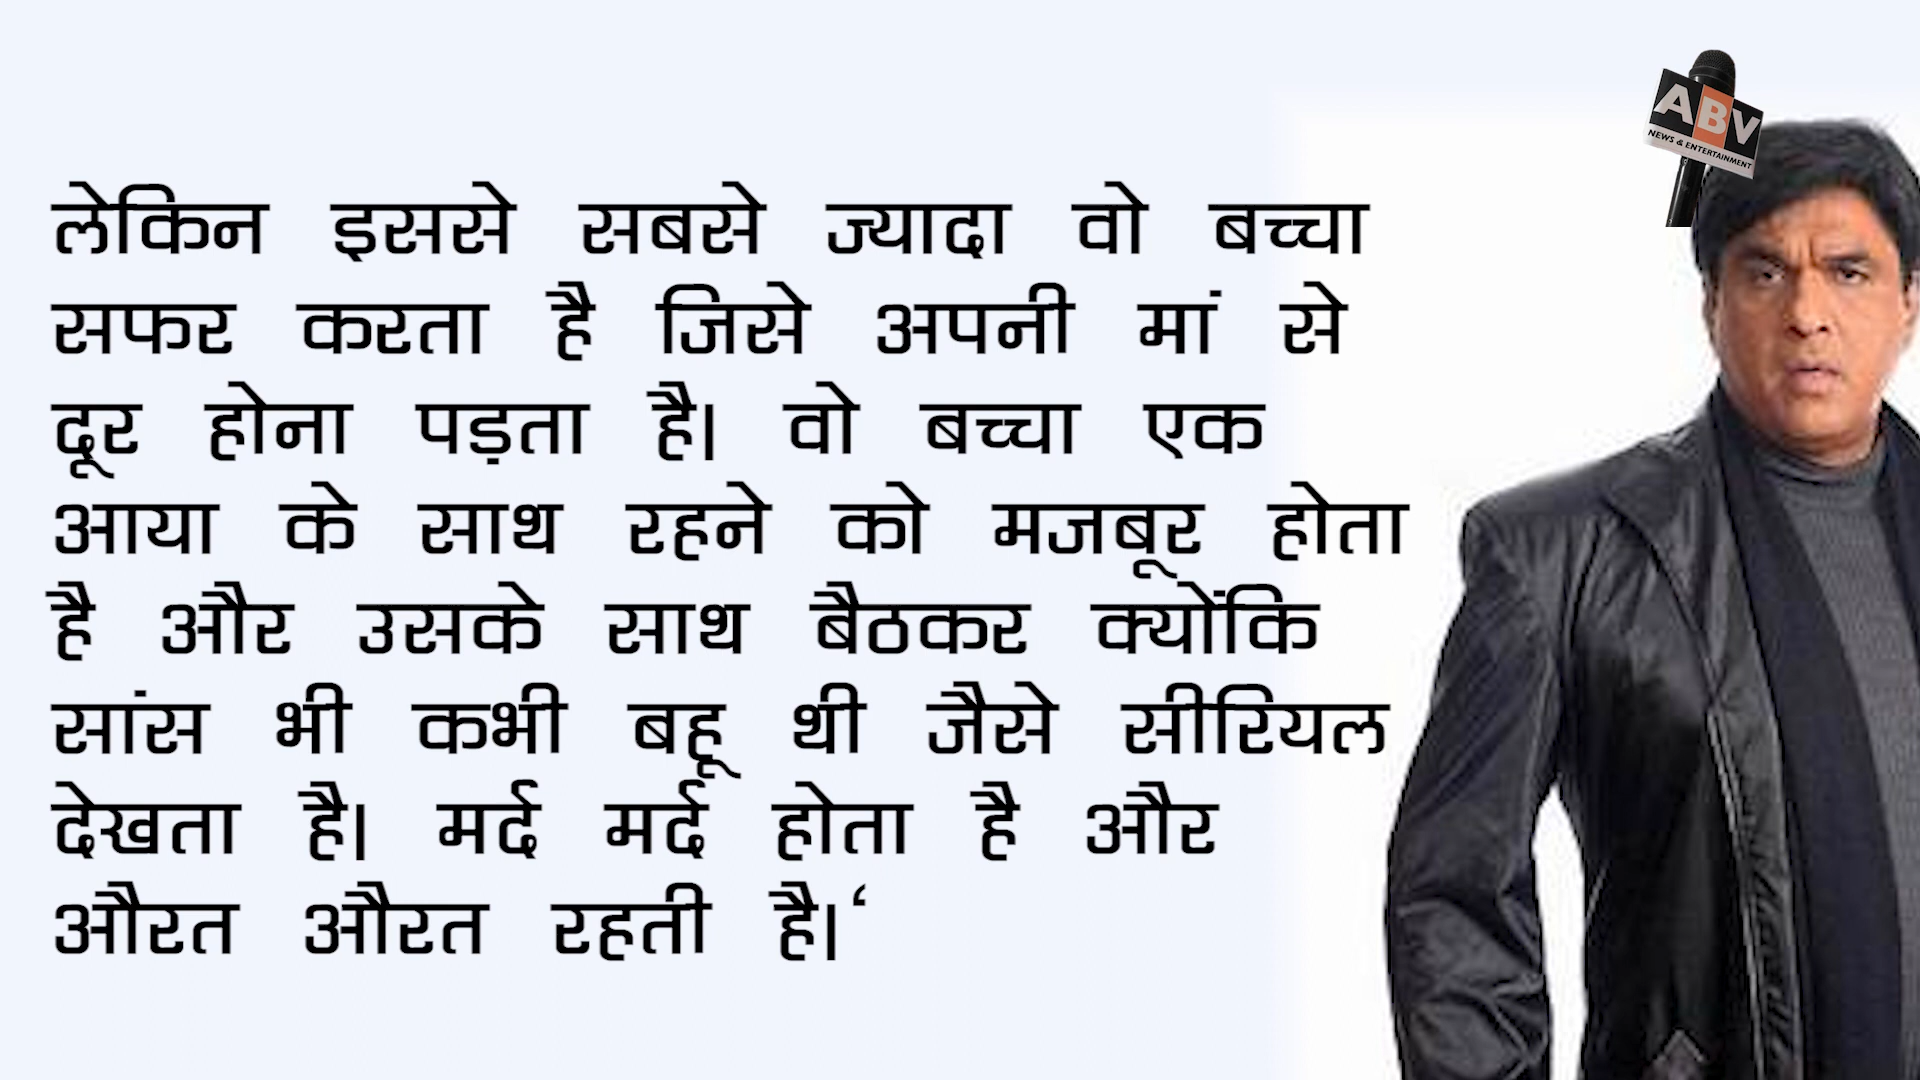 ABV
NEWS & ENTERTAINMENT
लेकिन इससे सबसे ज्यादा वो बच्चा
सफर करता है जिसे अपनी मां से
दूर होना पड़ता है। वो बच्चा एक
आया के साथ रहने को मजबूर होता
है और उसके साथ बैठकर क्योंकि
सांस भी कभी बहू थी जैसे सीरियल
देखता है। मर्द मर्द होता है और
औरत औरत रहती है।‘